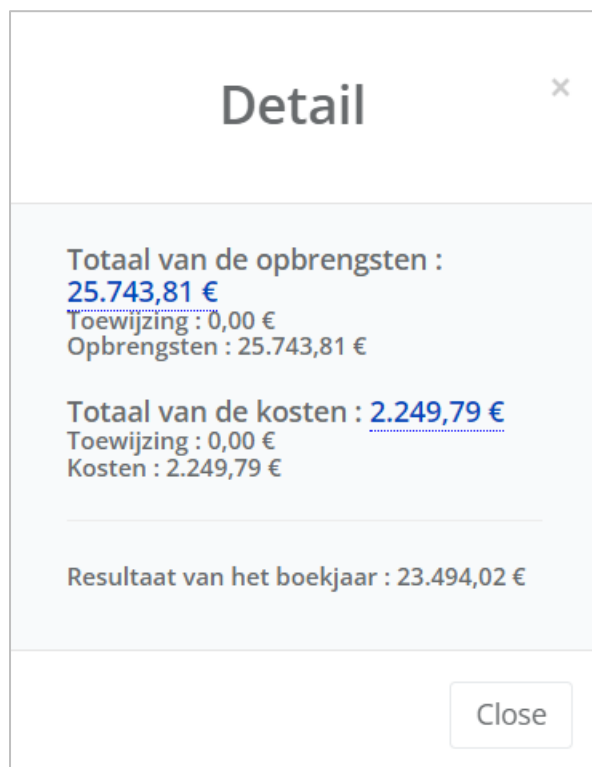 Detail
×
Totaal van de opbrengsten :
25.743,81 €
Toewijzing : 0,00 €
Opbrengsten : 25.743,81 €
Totaal van de kosten : 2.249,79 €
Toewijzing : 0,00 €
Kosten : 2.249,79 €
Resultaat van het boekjaar : 23.494,02 €
Close